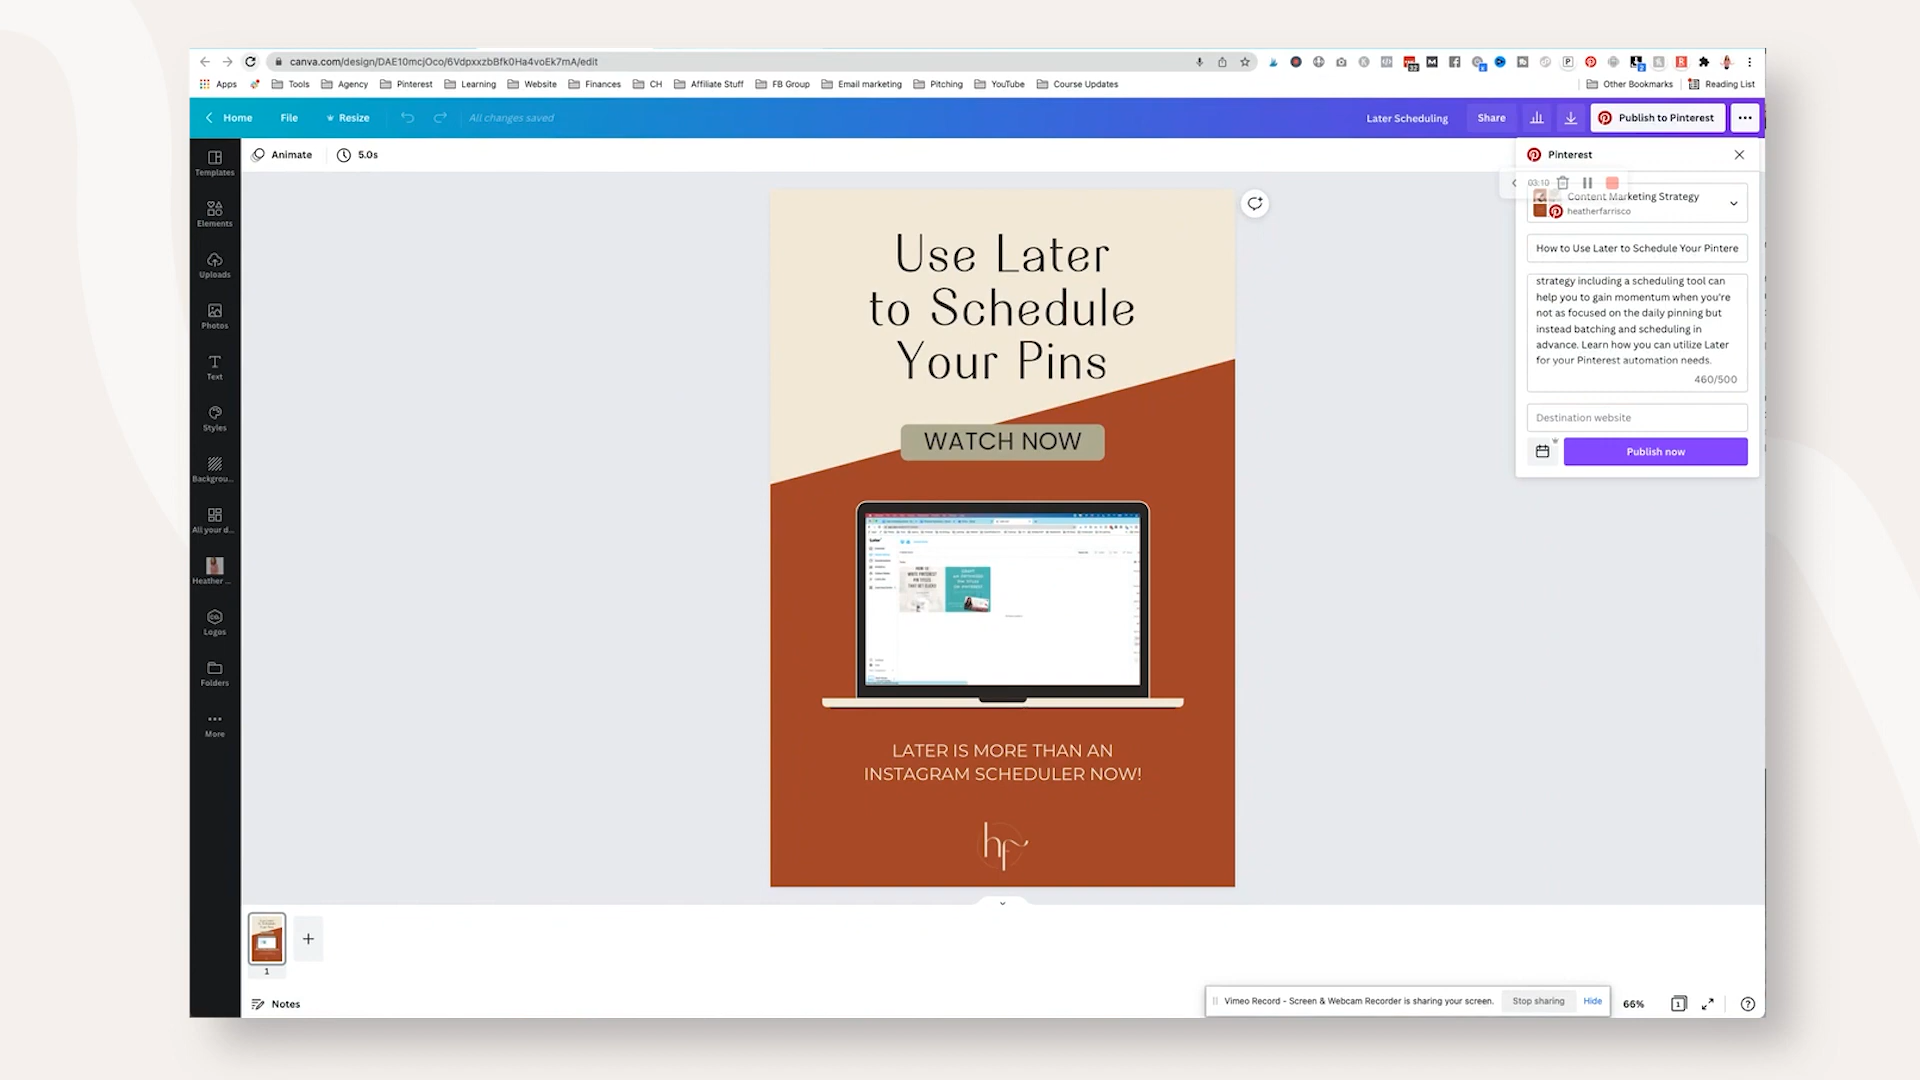 canva.com/design/DAE10mcjOco/6VdpxxzbBfk0Ha4voEk7mA/edit
Apps Tools Agency Pinterest Learning Website Finances CH Affiliate Stuff FB Group Email marketing Pitching YouTube Course Updates Other Bookmarks Reading List
Home File Resize All changes saved Later Scheduling Share Publish to Pinterest
Animate 5.0s
Templates
Elements
Uploads
Photos
Text
Styles
Backgrou...
All your d...
Heather ...
Logos
Folders
More
Use Later
to Schedule
Your Pins
WATCH NOW
LATER IS MORE THAN AN
INSTAGRAM SCHEDULER NOW!
hf
Pinterest
03:10
Content Marketing Strategy
heatherfarrisco
How to Use Later to Schedule Your Pintere
strategy including a scheduling tool can
help you to gain momentum when you're
not as focused on the daily pinning but
instead batching and scheduling in
advance. Learn how you can utilize Later
for your Pinterest automation needs.
460/500
Destination website
Publish now
1
Notes
Vimeo Record - Screen & Webcam Recorder is sharing your screen. Stop sharing Hide
66%
1